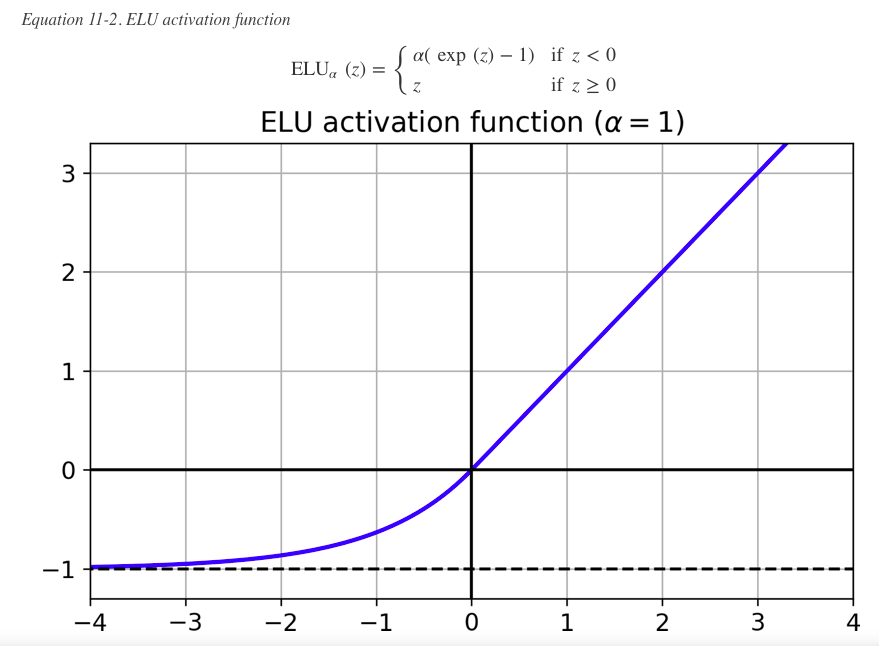 Equation 11-2. ELU activation function
ELUα (z) = { α( exp (z) − 1) if z < 0
z if z ≥ 0
ELU activation function (α = 1)
3
2
1
0
−1
−4 −3 −2 −1 0 1 2 3 4